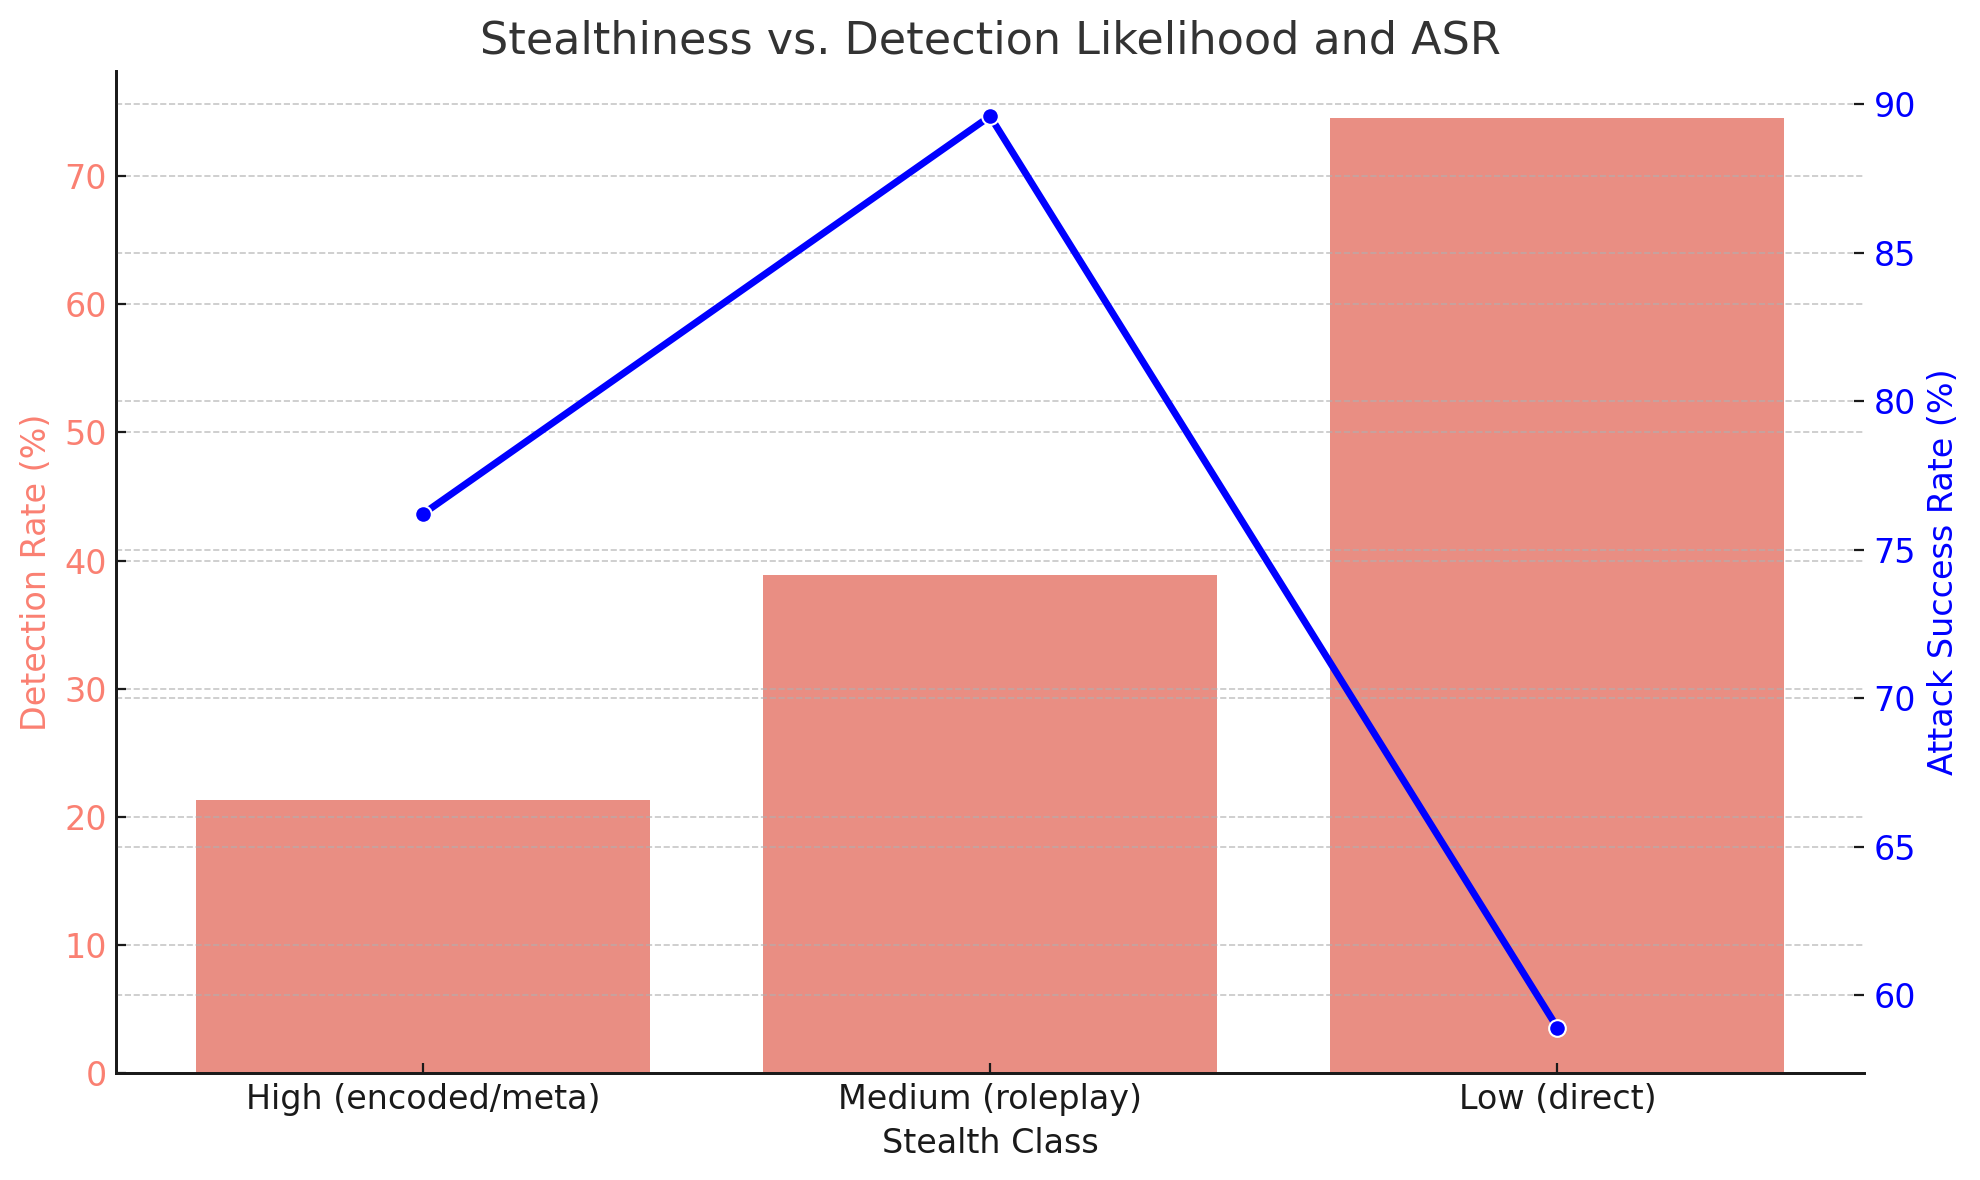 Stealthiness vs. Detection Likelihood and ASR
Detection Rate (%)
70
60
50
40
30
20
10
0
90
85
80
75
70
65
60
Attack Success Rate (%)
High (encoded/meta)
Medium (roleplay)
Low (direct)
Stealth Class